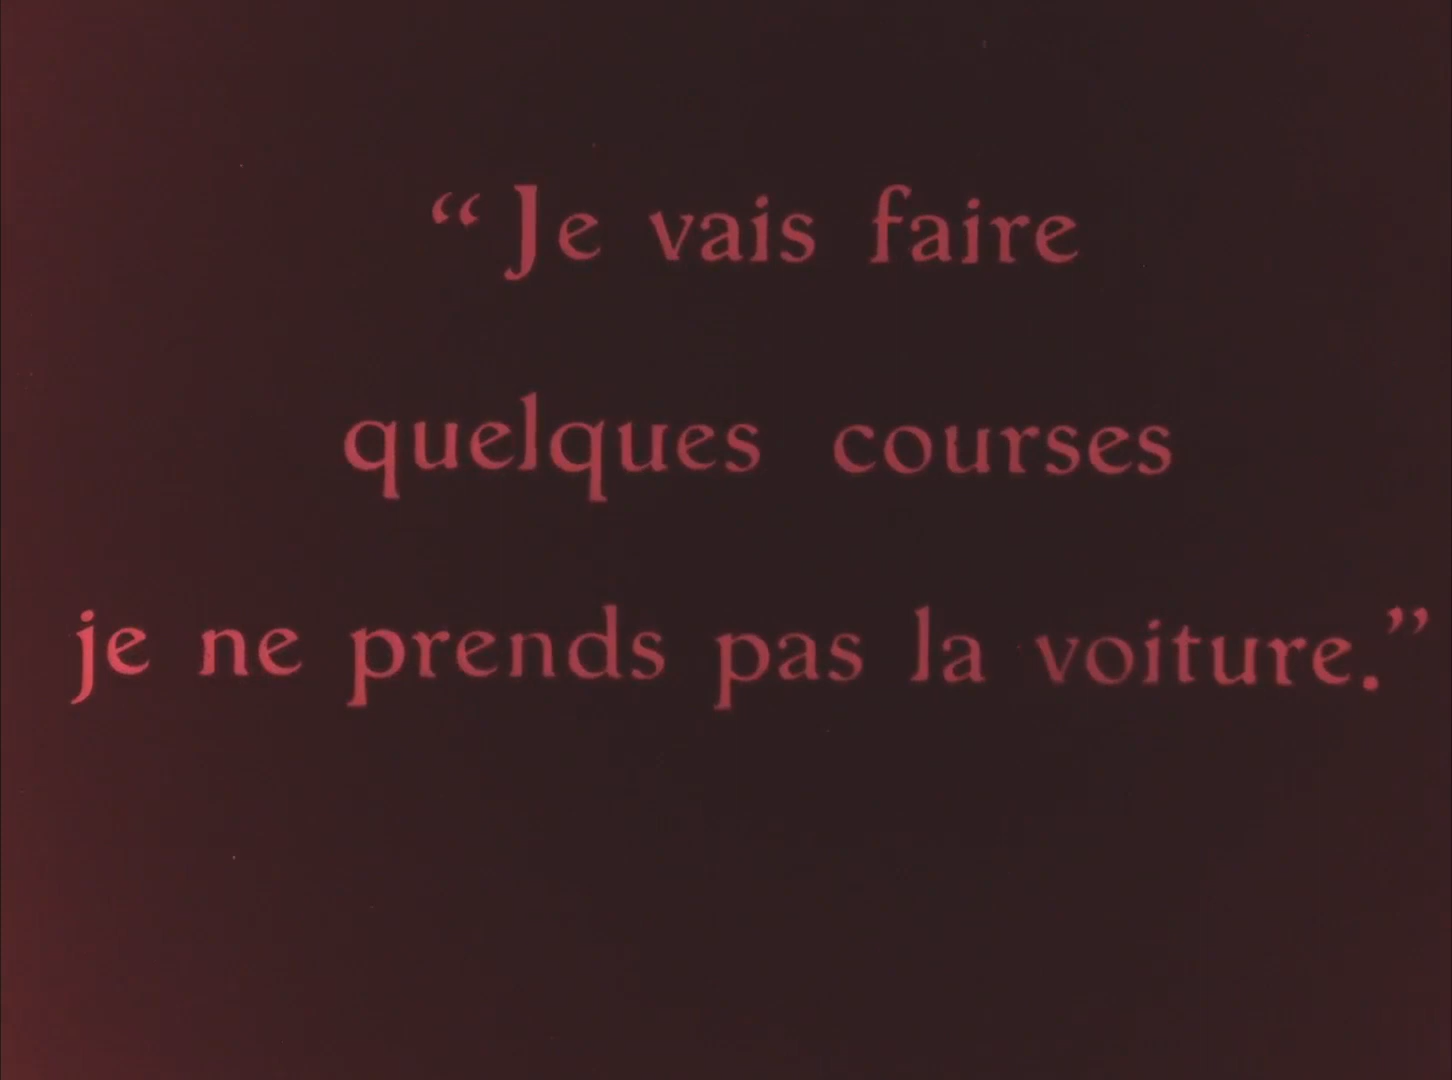 “Je vais faire
quelques courses
je ne prends pas la voiture.”